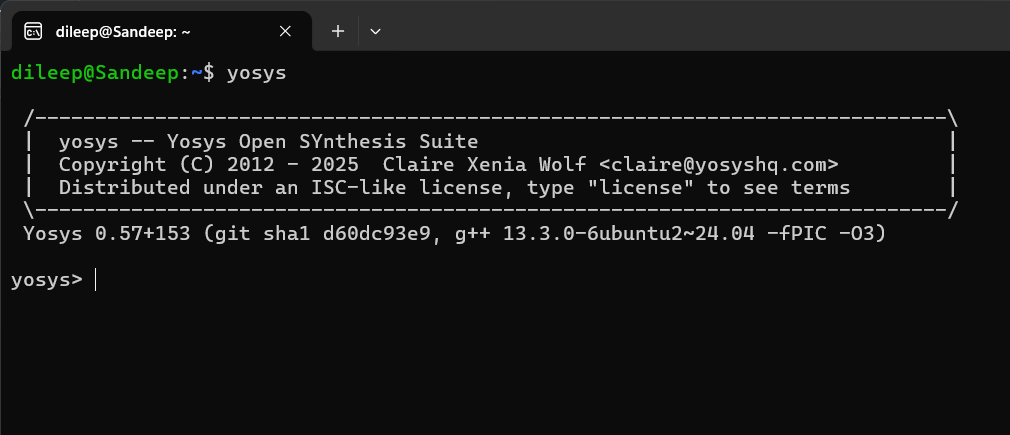 dileep@Sandeep: ~
dileep@Sandeep:~$ yosys
/----------------------------------------------------------------------------\
|  yosys -- Yosys Open SYnthesis Suite                                       |
|  Copyright (C) 2012 - 2025  Claire Xenia Wolf <claire@yosyshq.com>         |
|  Distributed under an ISC-like license, type "license" to see terms        |
\----------------------------------------------------------------------------/
Yosys 0.57+153 (git sha1 d60dc93e9, g++ 13.3.0-6ubuntu2~24.04 -fPIC -O3)
yosys>